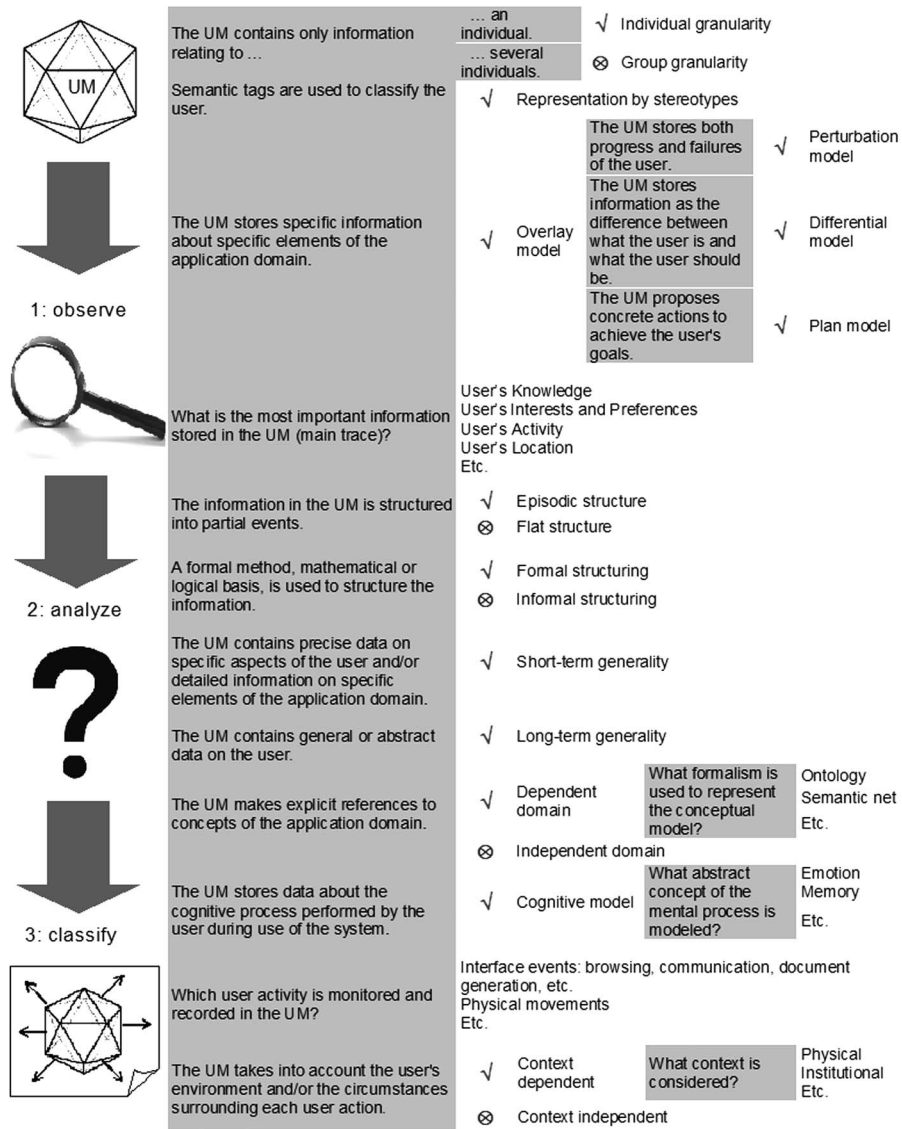 UM
1: observe
2: analyze
3: classify
The UM contains only information
relating to …
… an
individual.
√ Individual granularity
… several
individuals.
⊗ Group granularity
Semantic tags are used to classify the
user.
√ Representation by stereotypes
The UM stores specific information
about specific elements of the
application domain.
√ Overlay
model
The UM stores both
progress and failures
of the user.
√ Perturbation
model
The UM stores
information as the
difference between
what the user is and
what the user should
be.
√ Differential
model
The UM proposes
concrete actions to
achieve the user's
goals.
√ Plan model
What is the most important information
stored in the UM (main trace)?
User's Knowledge
User's Interests and Preferences
User's Activity
User's Location
Etc.
The information in the UM is structured
into partial events.
√ Episodic structure
⊗ Flat structure
A formal method, mathematical or
logical basis, is used to structure the
information.
√ Formal structuring
⊗ Informal structuring
The UM contains precise data on
specific aspects of the user and/or
detailed information on specific
elements of the application domain.
√ Short-term generality
The UM contains general or abstract
data on the user.
√ Long-term generality
The UM makes explicit references to
concepts of the application domain.
√ Dependent
domain
What formalism is
used to represent
the conceptual
model?
Ontology
Semantic net
Etc.
⊗ Independent domain
The UM stores data about the
cognitive process performed by the
user during use of the system.
√ Cognitive model
What abstract
concept of the
mental process is
modeled?
Emotion
Memory
Etc.
Which user activity is monitored and
recorded in the UM?
Interface events: browsing, communication, document
generation, etc.
Physical movements
Etc.
The UM takes into account the user's
environment and/or the circumstances
surrounding each user action.
√ Context
dependent
What context is
considered?
Physical
Institutional
Etc.
⊗ Context independent